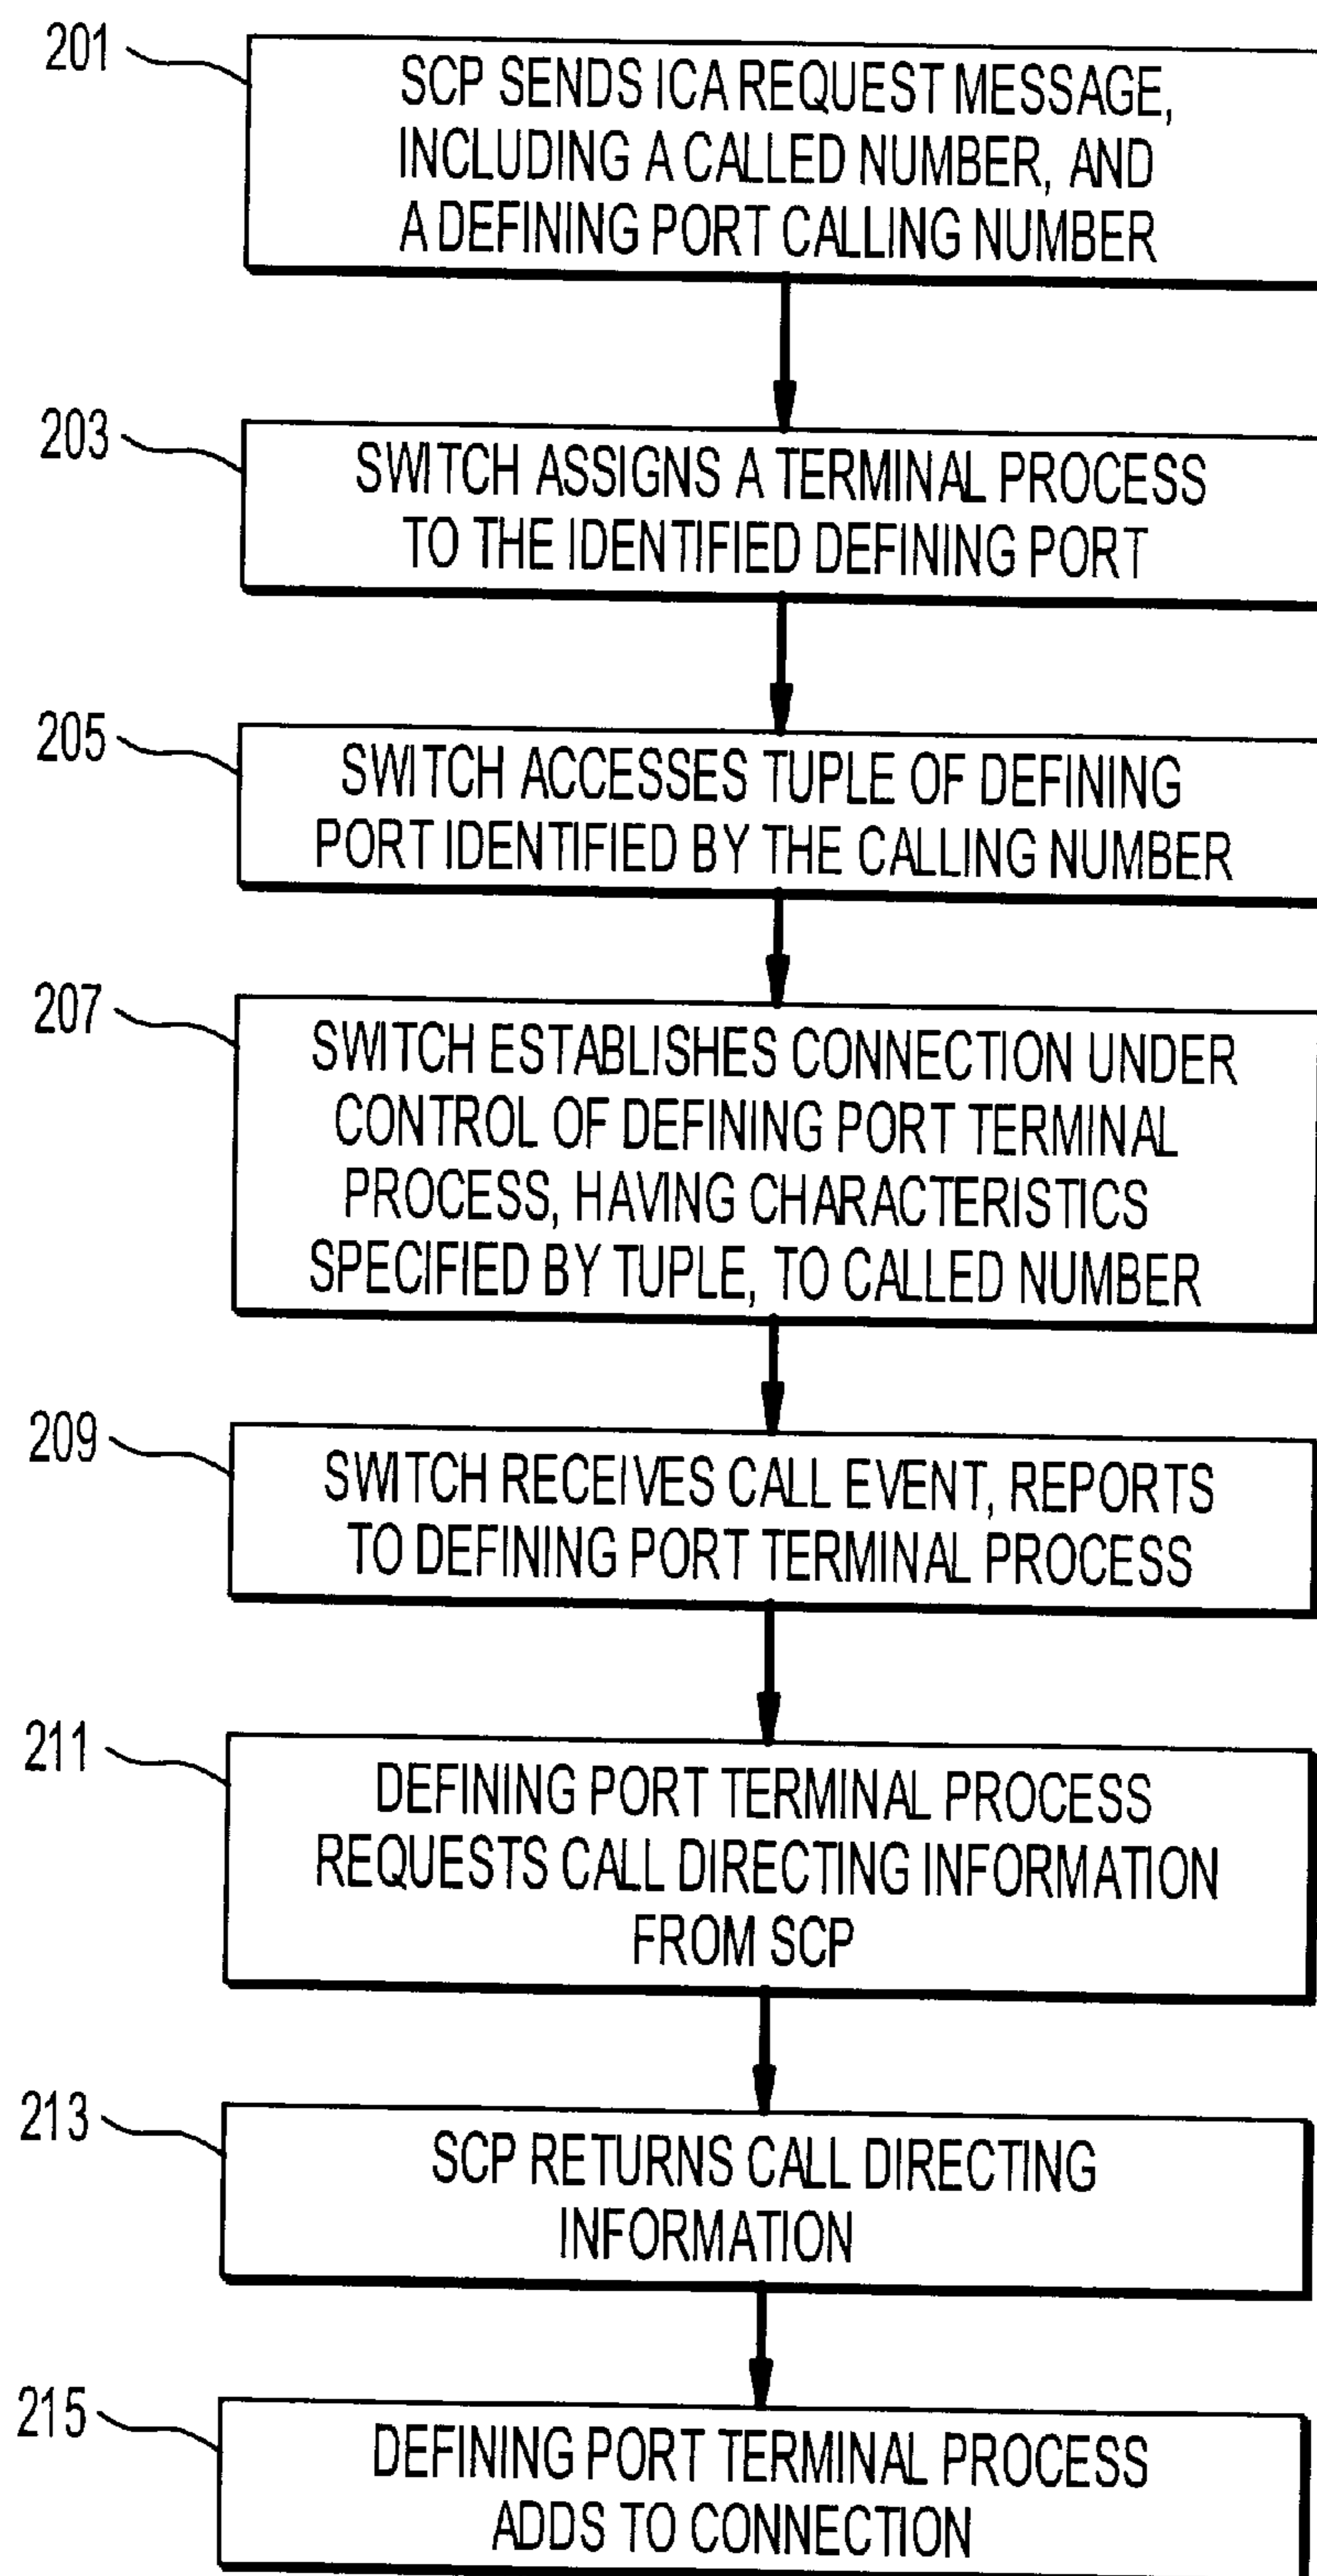 201
SCP SENDS ICA REQUEST MESSAGE,
INCLUDING A CALLED NUMBER, AND
A DEFINING PORT CALLING NUMBER
203
SWITCH ASSIGNS A TERMINAL PROCESS
TO THE IDENTIFIED DEFINING PORT
205
SWITCH ACCESSES TUPLE OF DEFINING
PORT IDENTIFIED BY THE CALLING NUMBER
207
SWITCH ESTABLISHES CONNECTION UNDER
CONTROL OF DEFINING PORT TERMINAL
PROCESS, HAVING CHARACTERISTICS
SPECIFIED BY TUPLE, TO CALLED NUMBER
209
SWITCH RECEIVES CALL EVENT, REPORTS
TO DEFINING PORT TERMINAL PROCESS
211
DEFINING PORT TERMINAL PROCESS
REQUESTS CALL DIRECTING INFORMATION
FROM SCP
213
SCP RETURNS CALL DIRECTING
INFORMATION
215
DEFINING PORT TERMINAL PROCESS
ADDS TO CONNECTION